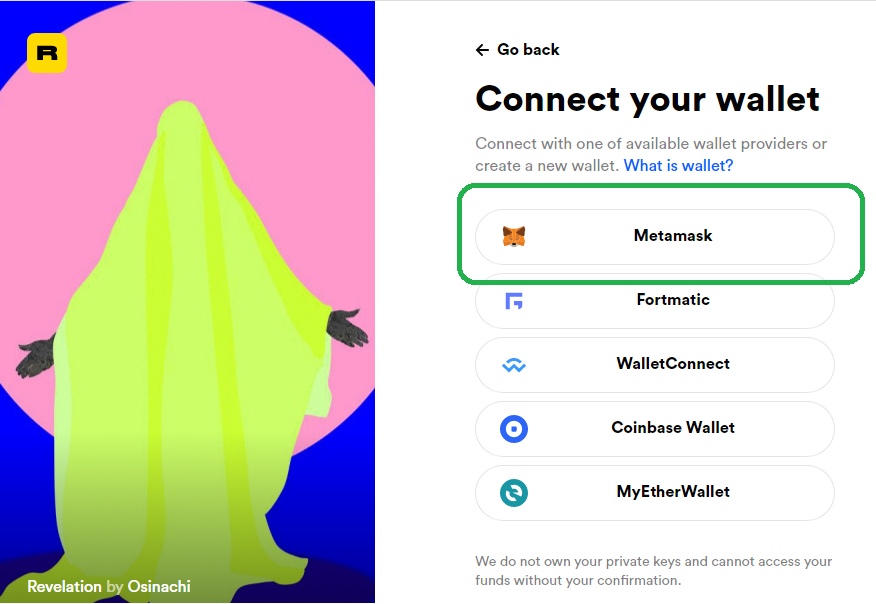 R
Go back
Connect your wallet
Connect with one of available wallet providers or
create a new wallet. What is wallet?
Metamask
Fortmatic
WalletConnect
Coinbase Wallet
MyEtherWallet
We do not own your private keys and cannot access your
funds without your confirmation.
Revelation by Osinachi